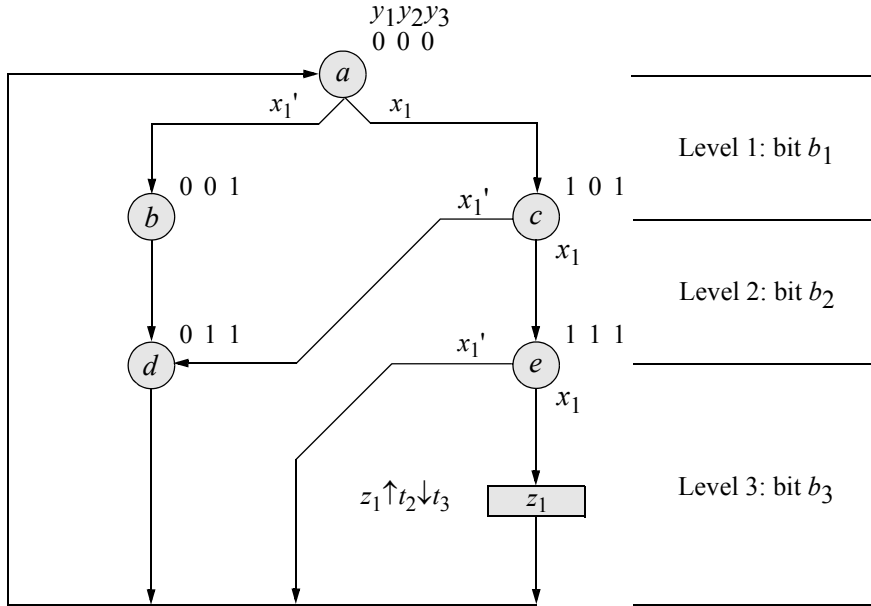 y₁y₂y₃
0 0 0
a
x₁' x₁
Level 1: bit b₁
0 0 1
1 0 1
b
x₁'
c
x₁
Level 2: bit b₂
0 1 1
1 1 1
d
x₁'
e
x₁
z₁↑t₂↓t₃
z₁
Level 3: bit b₃